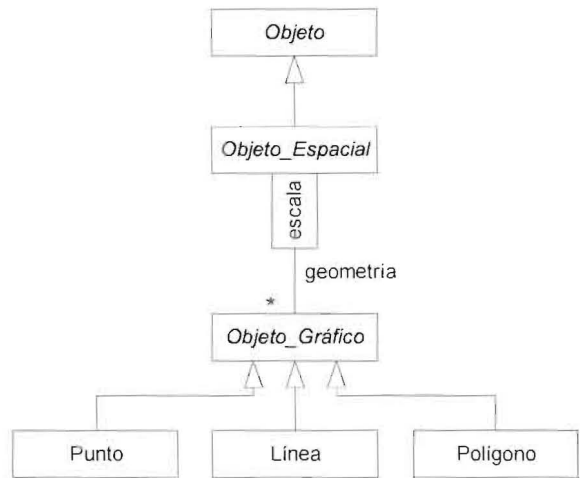 Objeto
Objeto_Espacial
escala
geometria
*
Objeto_Gráfico
Punto
Línea
Polígono